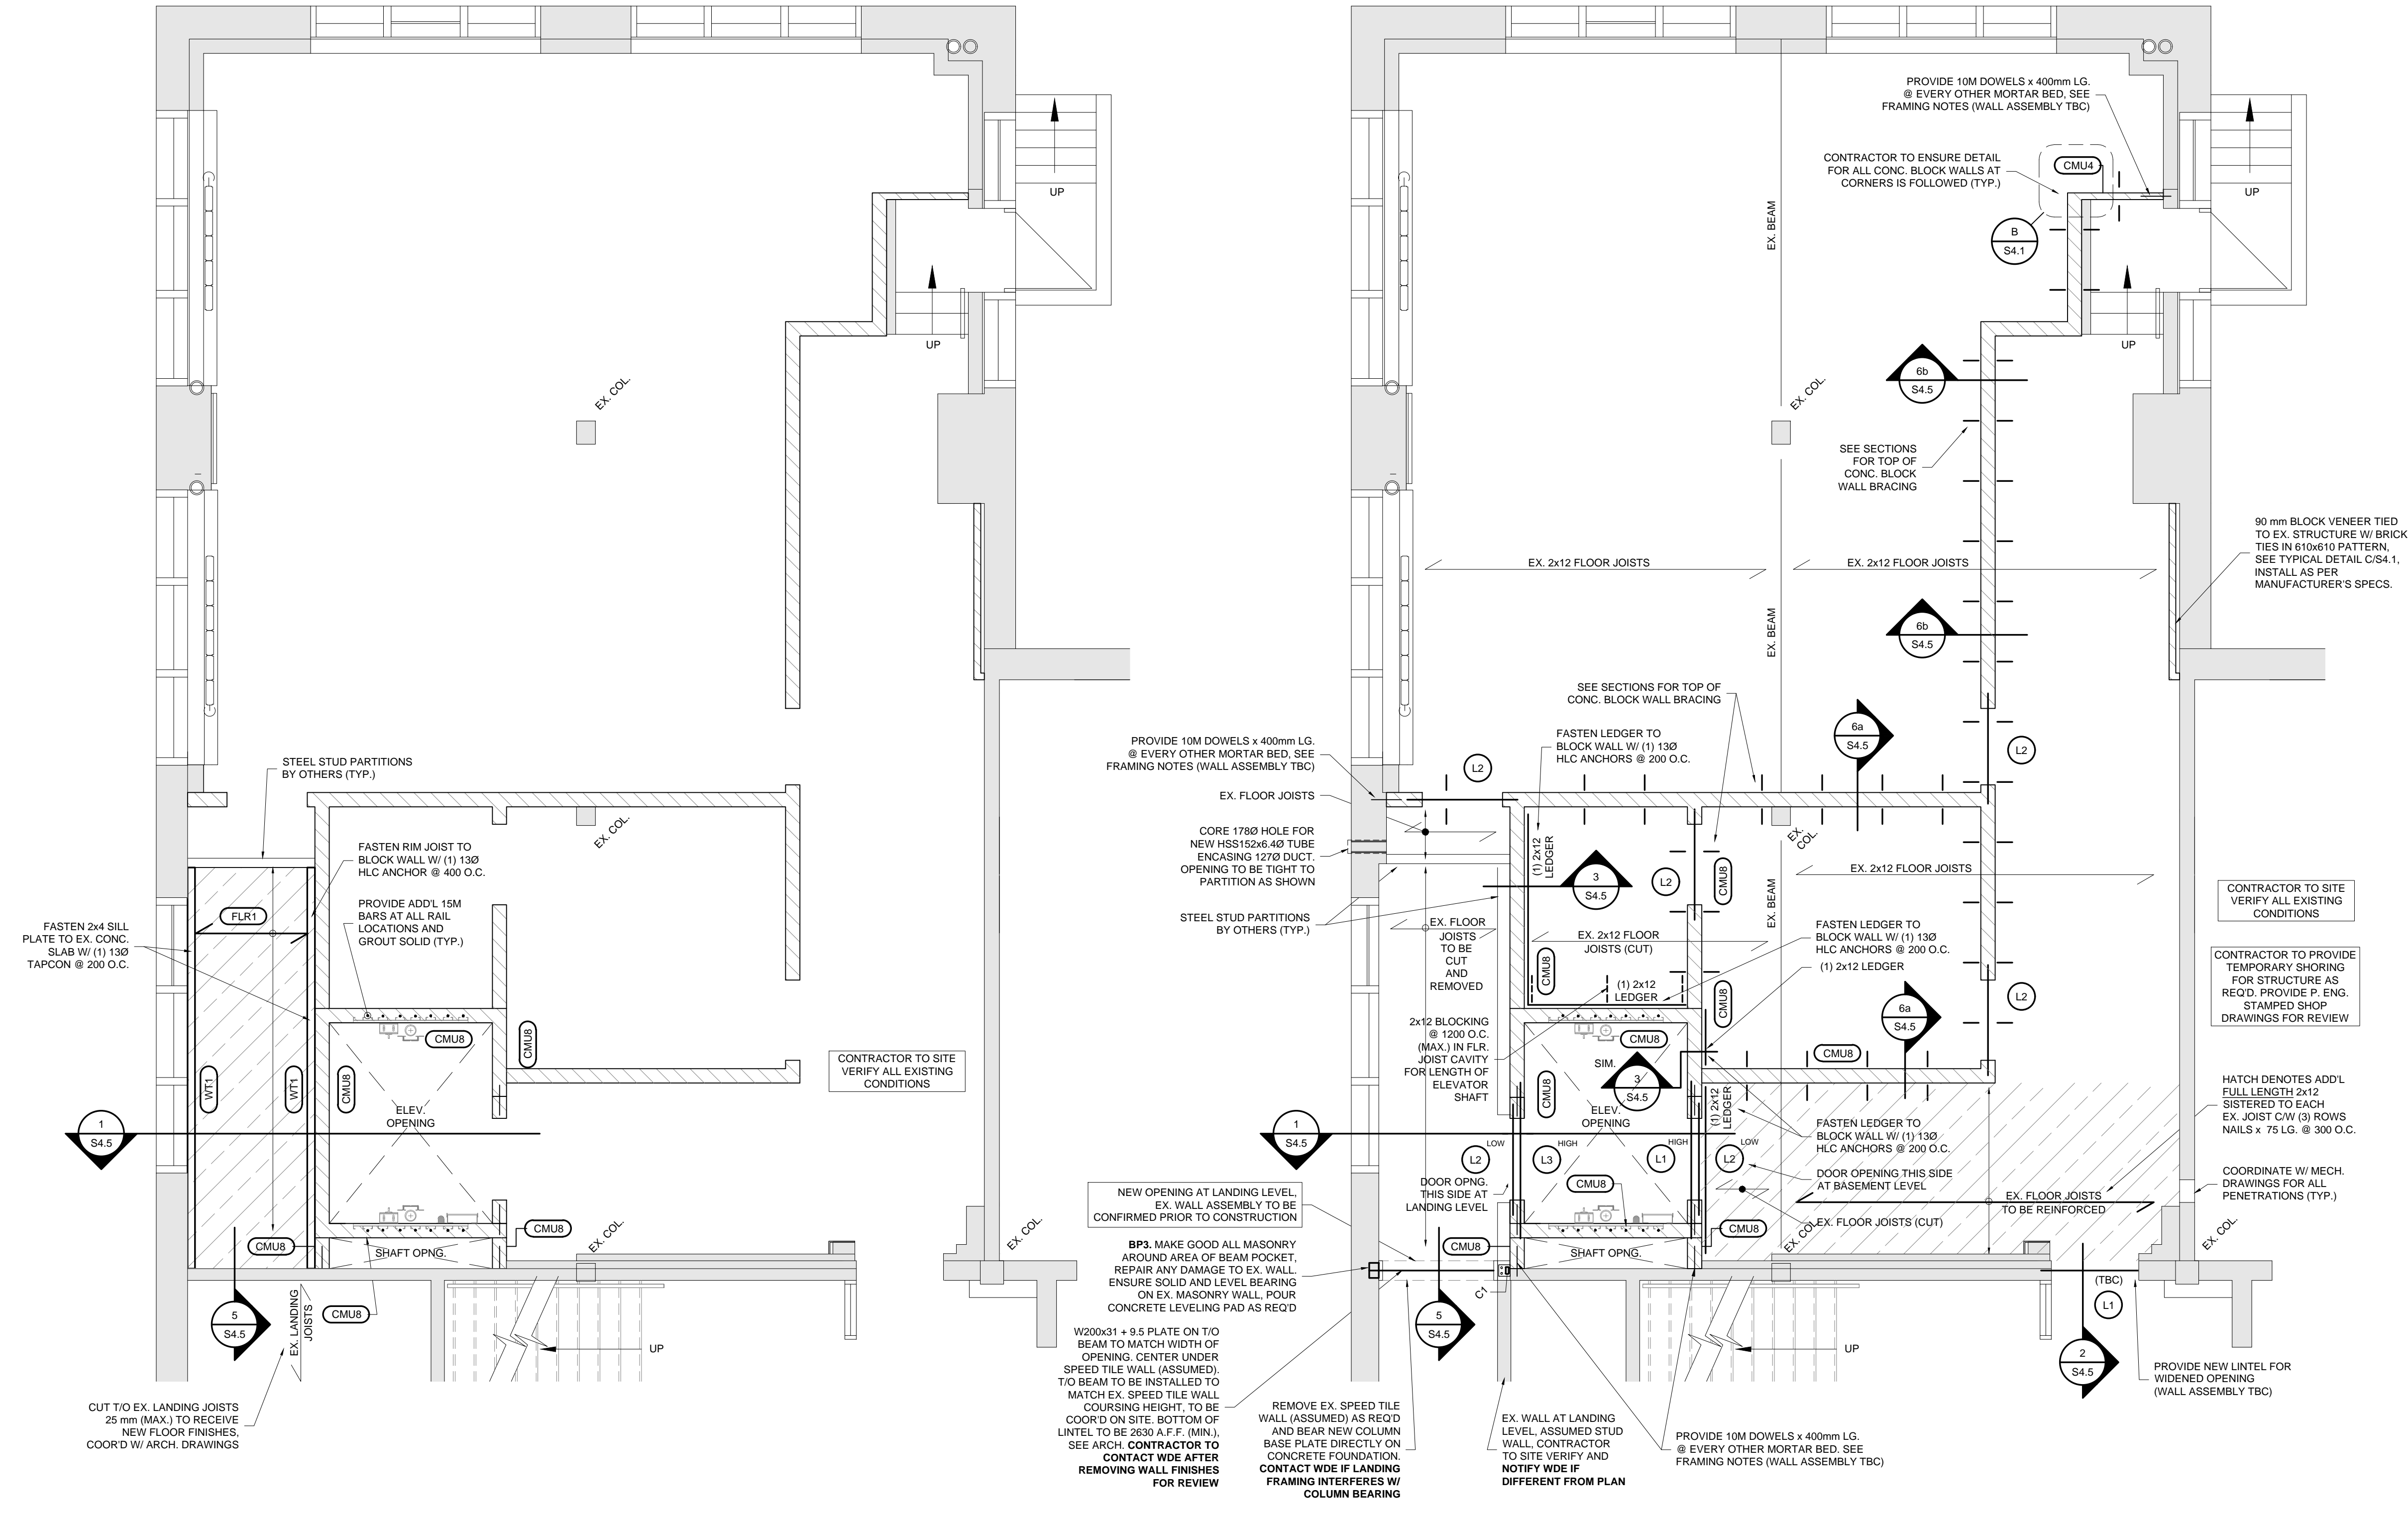 UP
UP
EX. COL.
STEEL STUD PARTITIONS
BY OTHERS (TYP.)
EX. COL.
FASTEN RIM JOIST TO
BLOCK WALL W/ (1) 13Ø
HLC ANCHOR @ 400 O.C.
PROVIDE ADD'L 15M
BARS AT ALL RAIL
LOCATIONS AND
GROUT SOLID (TYP.)
FLR1
FASTEN 2x4 SILL
PLATE TO EX. CONC.
SLAB W/ (1) 13Ø
TAPCON @ 200 O.C.
CMU8
CMU8
WT1
WT1
CMU8
CONTRACTOR TO SITE
VERIFY ALL EXISTING
CONDITIONS
ELEV.
OPENING
1
S4.5
CMU8
CMU8
SHAFT OPNG.
EX. COL.
EX. COL.
CMU8
5
S4.5
EX. LANDING
JOISTS
UP
CUT T/O EX. LANDING JOISTS
25 mm (MAX.) TO RECEIVE
NEW FLOOR FINISHES,
COOR'D W/ ARCH. DRAWINGS
PROVIDE 10M DOWELS x 400mm LG.
@ EVERY OTHER MORTAR BED, SEE
FRAMING NOTES (WALL ASSEMBLY TBC)
CONTRACTOR TO ENSURE DETAIL
FOR ALL CONC. BLOCK WALLS AT
CORNERS IS FOLLOWED (TYP.)
CMU4
UP
EX. BEAM
B
S4.1
UP
6b
S4.5
EX. COL.
SEE SECTIONS
FOR TOP OF
CONC. BLOCK
WALL BRACING
90 mm BLOCK VENEER TIED
TO EX. STRUCTURE W/ BRICK
TIES IN 610x610 PATTERN,
SEE TYPICAL DETAIL C/S4.1,
INSTALL AS PER
MANUFACTURER'S SPECS.
EX. 2x12 FLOOR JOISTS
EX. 2x12 FLOOR JOISTS
EX. BEAM
6b
S4.5
SEE SECTIONS FOR TOP OF
CONC. BLOCK WALL BRACING
6a
S4.5
L2
PROVIDE 10M DOWELS x 400mm LG.
@ EVERY OTHER MORTAR BED, SEE
FRAMING NOTES (WALL ASSEMBLY TBC)
FASTEN LEDGER TO
BLOCK WALL W/ (1) 13Ø
HLC ANCHORS @ 200 O.C.
L2
EX. FLOOR JOISTS
CORE 178Ø HOLE FOR
NEW HSS152x6.4Ø TUBE
ENCASING 127Ø DUCT.
OPENING TO BE TIGHT TO
PARTITION AS SHOWN
(1) 2x12
LEDGER
EX.
COL.
3
S4.5
L2
CMU8
EX. 2x12 FLOOR JOISTS
CONTRACTOR TO SITE
VERIFY ALL EXISTING
CONDITIONS
STEEL STUD PARTITIONS
BY OTHERS (TYP.)
EX. FLOOR
JOISTS
TO BE
CUT
AND
REMOVED
EX. BEAM
EX. 2x12 FLOOR
JOISTS (CUT)
FASTEN LEDGER TO
BLOCK WALL W/ (1) 13Ø
HLC ANCHORS @ 200 O.C.
(1) 2x12 LEDGER
CMU8
(1) 2x12
LEDGER
CMU8
L2
6a
S4.5
CONTRACTOR TO PROVIDE
TEMPORARY SHORING
FOR STRUCTURE AS
REQ'D. PROVIDE P. ENG.
STAMPED SHOP
DRAWINGS FOR REVIEW
2x12 BLOCKING
@ 1200 O.C.
(MAX.) IN FLR.
JOIST CAVITY
FOR LENGTH OF
ELEVATOR
SHAFT
CMU8
SIM.
3
S4.5
CMU8
CMU8
(1) 2x12
LEDGER
ELEV.
OPENING
HATCH DENOTES ADD'L
FULL LENGTH 2x12
SISTERED TO EACH
EX. JOIST C/W (3) ROWS
NAILS x 75 LG. @ 300 O.C.
FASTEN LEDGER TO
BLOCK WALL W/ (1) 13Ø
HLC ANCHORS @ 200 O.C.
1
S4.5
LOW
L2
HIGH
L3
HIGH
L1
LOW
L2
DOOR OPENING THIS SIDE
AT BASEMENT LEVEL
COORDINATE W/ MECH.
DRAWINGS FOR ALL
PENETRATIONS (TYP.)
DOOR OPNG.
THIS SIDE AT
LANDING LEVEL
CMU8
NEW OPENING AT LANDING LEVEL,
EX. WALL ASSEMBLY TO BE
CONFIRMED PRIOR TO CONSTRUCTION
EX. FLOOR JOISTS
TO BE REINFORCED
EX. FLOOR JOISTS (CUT)
CMU8
CMU8
SHAFT OPNG.
EX. COL.
EX. COL.
BP3. MAKE GOOD ALL MASONRY
AROUND AREA OF BEAM POCKET,
REPAIR ANY DAMAGE TO EX. WALL.
ENSURE SOLID AND LEVEL BEARING
ON EX. MASONRY WALL, POUR
CONCRETE LEVELING PAD AS REQ'D
C1
(TBC)
L1
5
S4.5
W200x31 + 9.5 PLATE ON T/O
BEAM TO MATCH WIDTH OF
OPENING. CENTER UNDER
SPEED TILE WALL (ASSUMED).
T/O BEAM TO BE INSTALLED TO
MATCH EX. SPEED TILE WALL
COURSING HEIGHT, TO BE
COOR'D ON SITE. BOTTOM OF
LINTEL TO BE 2630 A.F.F. (MIN.),
SEE ARCH. CONTRACTOR TO
CONTACT WDE AFTER
REMOVING WALL FINISHES
FOR REVIEW
UP
2
S4.5
PROVIDE NEW LINTEL FOR
WIDENED OPENING
(WALL ASSEMBLY TBC)
REMOVE EX. SPEED TILE
WALL (ASSUMED) AS REQ'D
AND BEAR NEW COLUMN
BASE PLATE DIRECTLY ON
CONCRETE FOUNDATION.
CONTACT WDE IF LANDING
FRAMING INTERFERES W/
COLUMN BEARING
EX. WALL AT LANDING
LEVEL, ASSUMED STUD
WALL, CONTRACTOR
TO SITE VERIFY AND
NOTIFY WDE IF
DIFFERENT FROM PLAN
PROVIDE 10M DOWELS x 400mm LG.
@ EVERY OTHER MORTAR BED. SEE
FRAMING NOTES (WALL ASSEMBLY TBC)